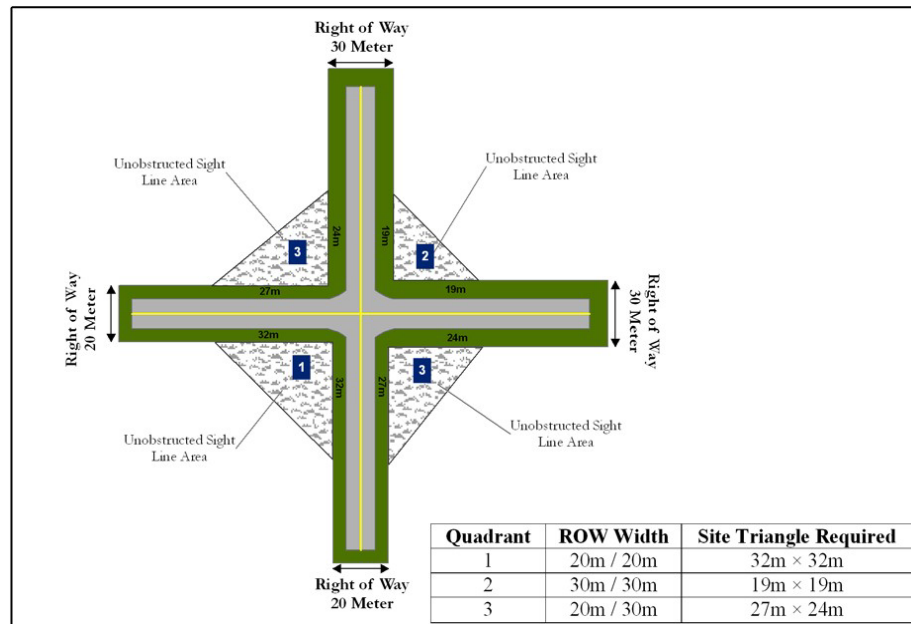 Right of Way
30 Meter
Unobstructed Sight
Line Area
Unobstructed Sight
Line Area
24m
19m
3
2
27m
19m
Right of Way
20 Meter
Right of Way
30 Meter
32m
24m
1
3
32m
27m
Unobstructed Sight
Line Area
Unobstructed Sight
Line Area
Right of Way
20 Meter
Quadrant ROW Width Site Triangle Required
1 20m / 20m 32m × 32m
2 30m / 30m 19m × 19m
3 20m / 30m 27m × 24m